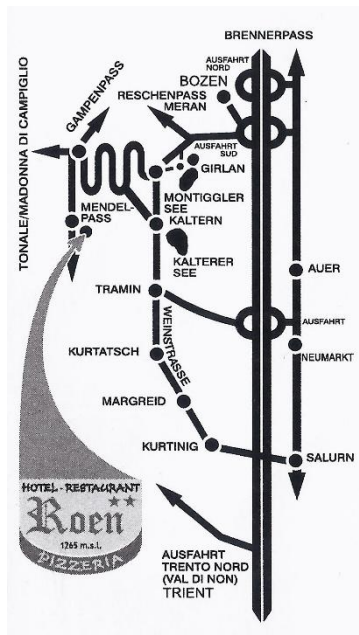 BRENNERPASS
AUSFAHRT
NORD
BOZEN
RESCHENPASS
MERAN
GAMPENPASS
TONALE/MADONNA DI CAMPIGLIO
AUSFAHRT
SÜD
GIRLAN
MONTIGGLER
SEE
MENDEL-
PASS
KALTERN
KALTERER
SEE
TRAMIN
AUER
WEINSTRASSE
AUSFAHRT
KURTATSCH
NEUMARKT
MARGREID
KURTINIG
SALURN
HOTEL-RESTAURANT
Roen
1265 m.s.l.
PIZZERIA
AUSFAHRT
TRENTO NORD
(VAL DI NON)
TRIENT